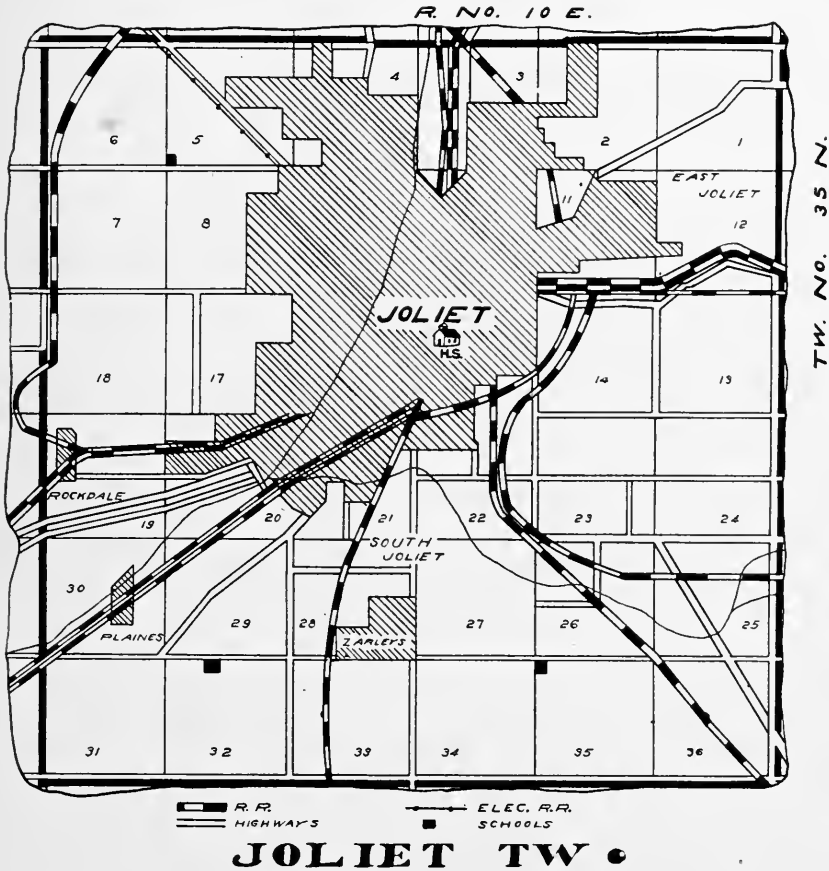 R. NO. 10 E.
TW. NO. 35 N.
4
3
6
5
2
1
EAST
JOLIET
11
12
7
8
JOLIET
H.S.
18
17
14
13
ROCKDALE
19
20
21
22
23
24
SOUTH
JOLIET
30
29
28
27
26
25
PLAINES
ZARLEYS
31
32
33
34
35
36
R.R.
ELEC. R.R.
HIGHWAYS
SCHOOLS
JOLIET TW.